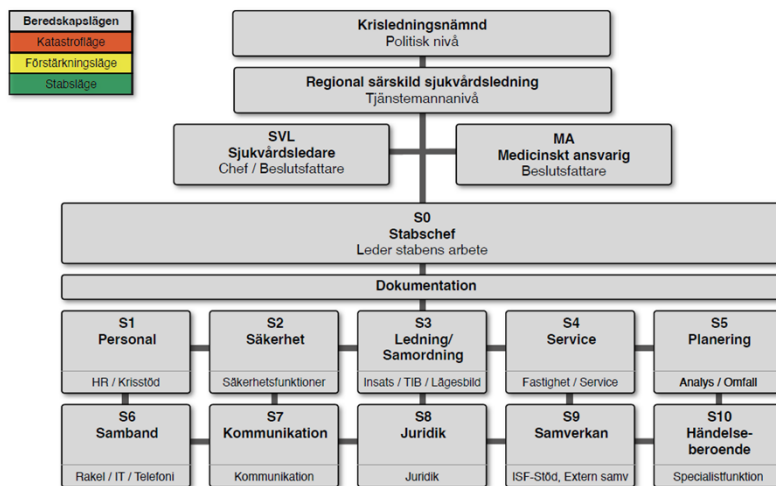 Beredskapslägen
Katastrofläge
Förstärkningsläge
Stabsläge
Krisledningsnämnd
Politisk nivå
Regional särskild sjukvårdsledning
Tjänstemannanivå
SVL
Sjukvårdsledare
Chef / Beslutsfattare
MA
Medicinskt ansvarig
Beslutsfattare
S0
Stabschef
Leder stabens arbete
Dokumentation
S1
Personal
HR / Krisstöd
S2
Säkerhet
Säkerhetsfunktioner
S3
Ledning/
Samordning
Insats / TIB / Lägesbild
S4
Service
Fastighet / Service
S5
Planering
Analys / Omfall
S6
Samband
Rakel / IT / Telefoni
S7
Kommunikation
Kommunikation
S8
Juridik
Juridik
S9
Samverkan
ISF-Stöd, Extern samv
S10
Händelse-
beroende
Specialistfunktion